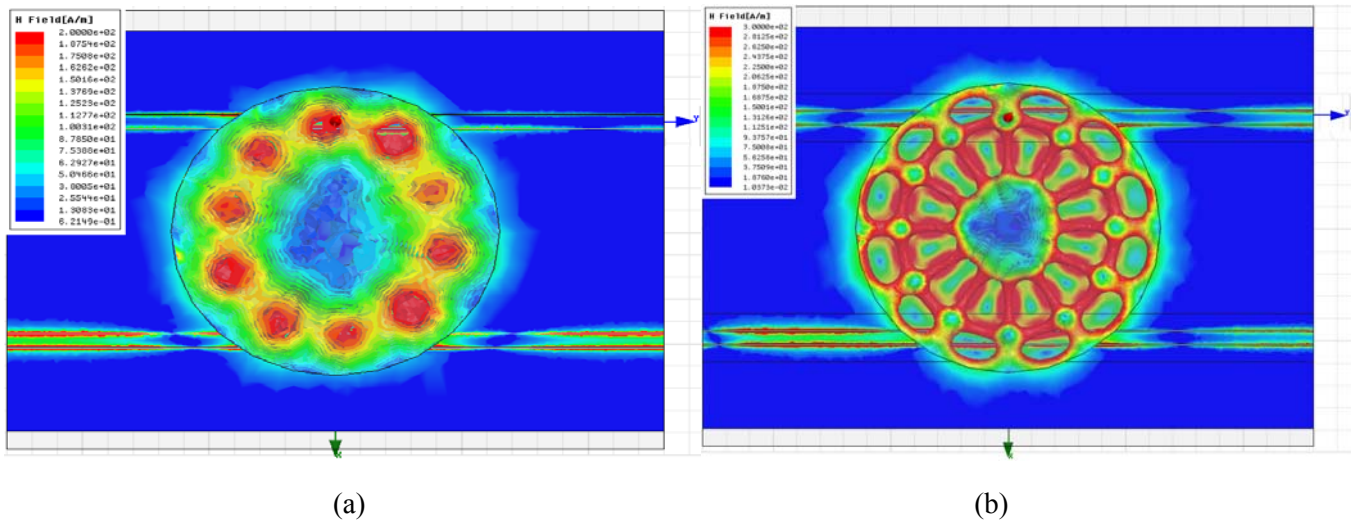 H Field[A/m]
2.0000e+02
1.8754e+02
1.7508e+02
1.6262e+02
1.5016e+02
1.3769e+02
1.2523e+02
1.1277e+02
1.0031e+02
8.7850e+01
7.5388e+01
6.2927e+01
5.0466e+01
3.8005e+01
2.5544e+01
1.3083e+01
6.2149e-01
Y
X
(a)
H Field[A/m]
3.0000e+02
2.8125e+02
2.6250e+02
2.4375e+02
2.2500e+02
2.0625e+02
1.8750e+02
1.6875e+02
1.5001e+02
1.3126e+02
1.1251e+02
9.3757e+01
7.5008e+01
5.6258e+01
3.7509e+01
1.8760e+01
1.0373e-02
Y
X
(b)